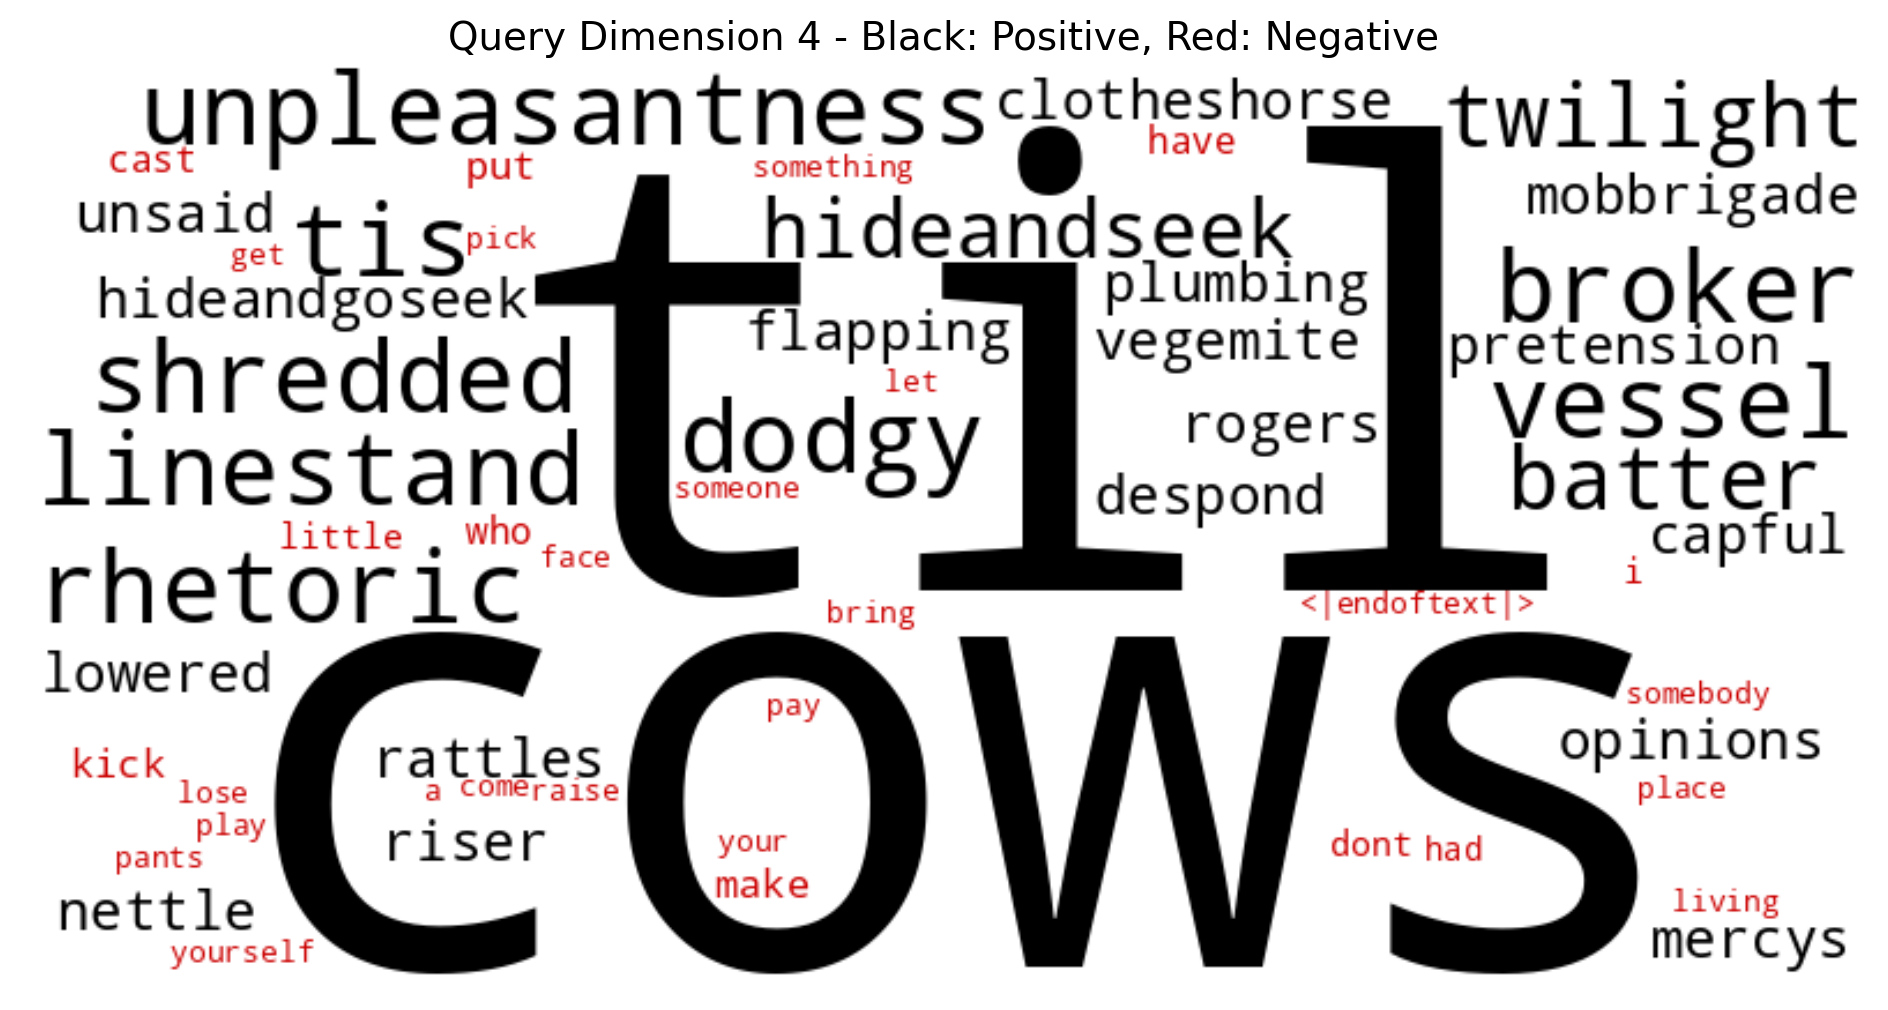 Query Dimension 4 - Black: Positive, Red: Negative
unpleasantness
clotheshorse
twilight
cast
put
something
have
mobbrigade
unsaid
tis
pick
hideandseek
get
til
hideandgoseek
plumbing
broker
flapping
vegemite
pretension
shredded
let
vessel
dodgy
rogers
linestand
someone
despond
batter
little
who
face
capful
rhetoric
i
bring
<|endoftext|>
lowered
cows
pay
somebody
opinions
kick
rattles
lose
a
come
raise
place
play
riser
your
dont
had
pants
make
nettle
living
yourself
mercys